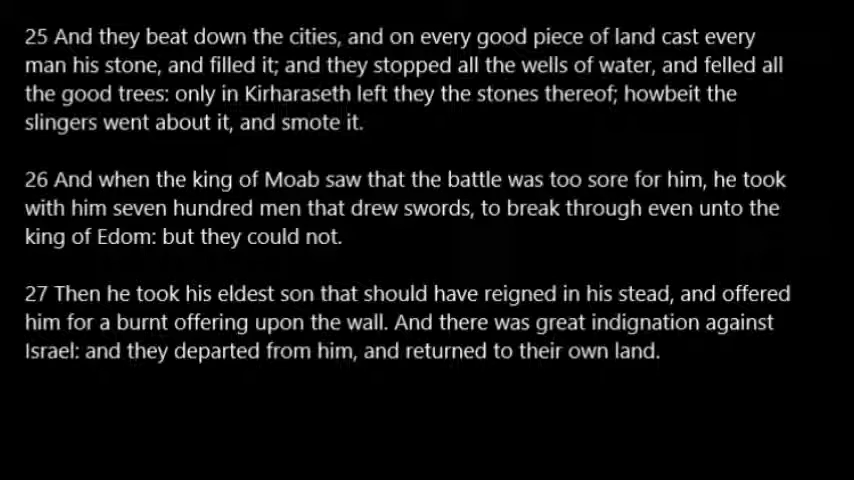 25 And they beat down the cities, and on every good piece of land cast every
man his stone, and filled it; and they stopped all the wells of water, and felled all
the good trees: only in Kirharaseth left they the stones thereof; howbeit the
slingers went about it, and smote it.
26 And when the king of Moab saw that the battle was too sore for him, he took
with him seven hundred men that drew swords, to break through even unto the
king of Edom: but they could not.
27 Then he took his eldest son that should have reigned in his stead, and offered
him for a burnt offering upon the wall. And there was great indignation against
Israel: and they departed from him, and returned to their own land.